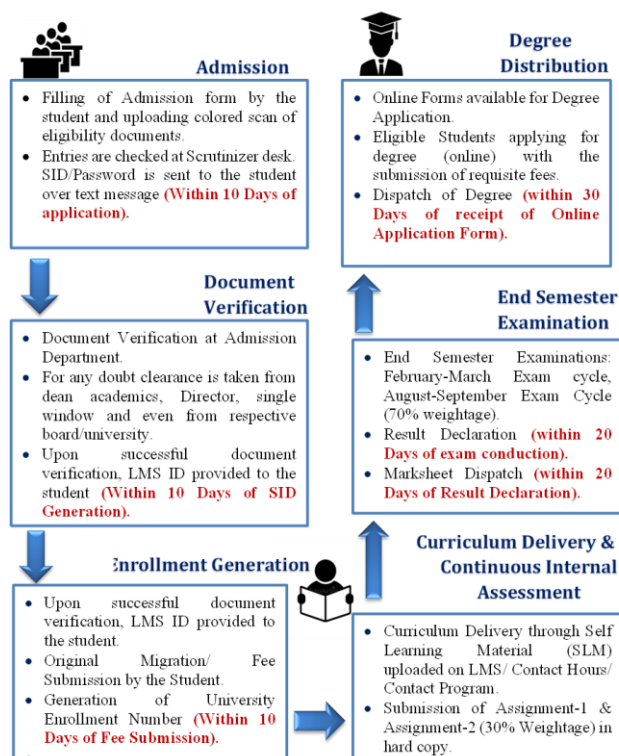 Admission
● Filling of Admission form by the
student and uploading colored scan of
eligibility documents.
● Entries are checked at Scrutinizer desk.
SID/Password is sent to the student
over text message (Within 10 Days of
application).
Document
Verification
● Document Verification at Admission
Department.
● For any doubt clearance is taken from
dean academics, Director, single
window and even from respective
board/university.
● Upon successful document
verification, LMS ID provided to the
student (Within 10 Days of SID
Generation).
nrollment Generation
● Upon successful document
verification, LMS ID provided to
the student.
● Original Migration/ Fee
Submission by the Student.
● Generation of University
Enrollment Number (Within 10
Days of Fee Submission).
Curriculum Delivery &
Continuous Internal
Assessment
● Curriculum Delivery through Self
Learning Material (SLM)
uploaded on LMS/ Contact Hours/
Contact Program.
● Submission of Assignment-1 &
Assignment-2 (30% Weightage) in
hard copy.
End Semester
Examination
● End Semester Examinations:
February-March Exam cycle,
August-September Exam Cycle
(70% weightage).
● Result Declaration (within 20
Days of exam conduction).
● Marksheet Dispatch (within 20
Days of Result Declaration).
Degree
Distribution
● Online Forms available for Degree
Application.
● Eligible Students applying for
degree (online) with the
submission of requisite fees.
● Dispatch of Degree (within 30
Days of receipt of Online
Application Form).